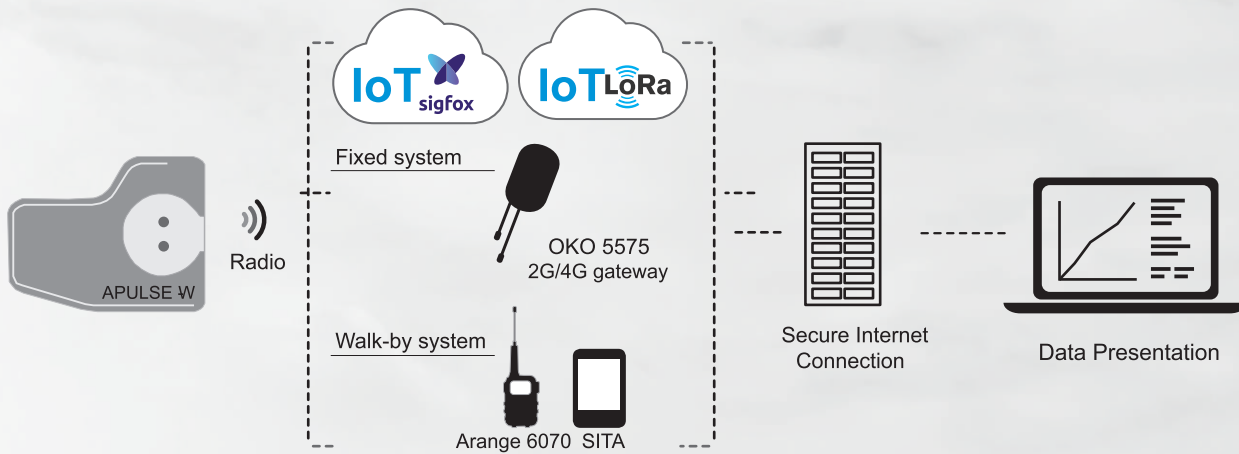 IoT sigfox
IoT LoRa
Fixed system
OKO 5575
2G/4G gateway
Radio
APULSE-W
Walk-by system
Arange 6070 SITA
Secure Internet
Connection
Data Presentation